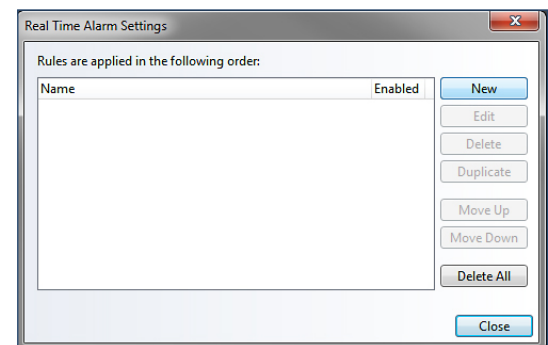 Real Time Alarm Settings
Rules are applied in the following order:
Name Enabled
New
Edit
Delete
Duplicate
Move Up
Move Down
Delete All
Close